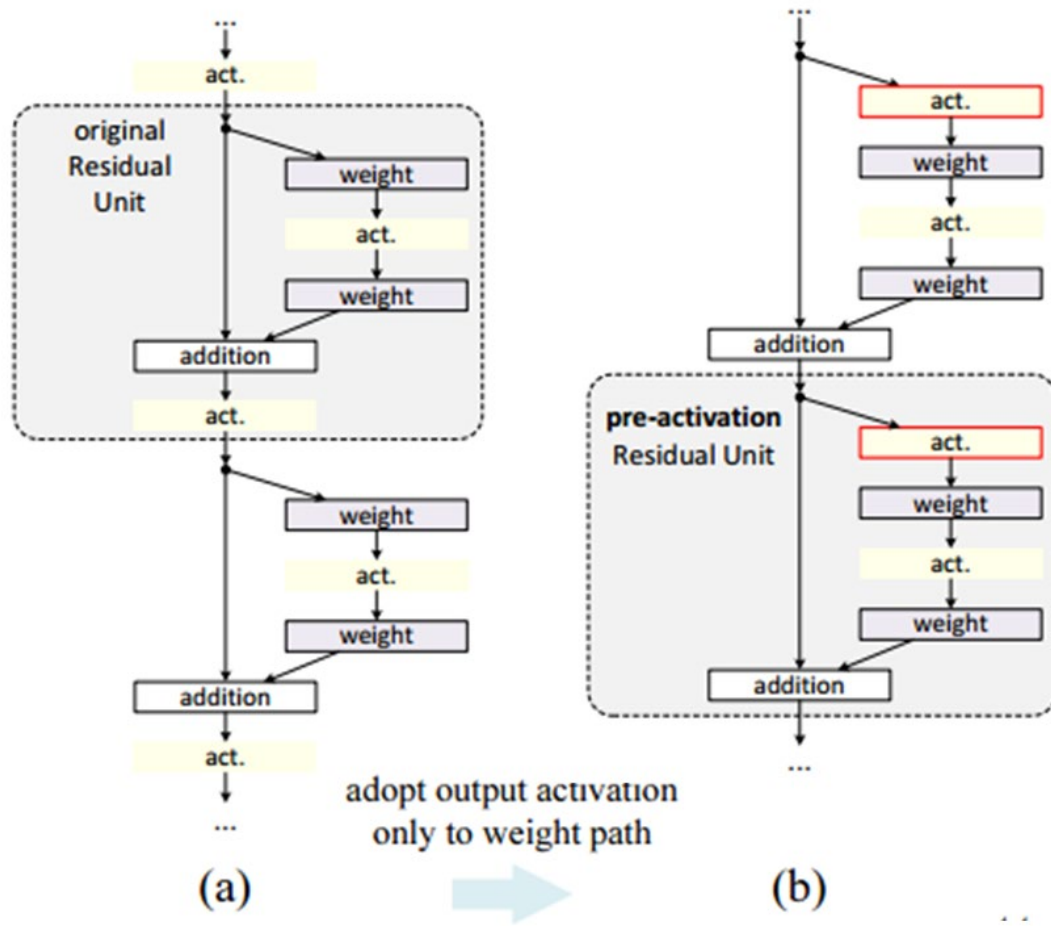 ...
act.
original
Residual
Unit
weight
act.
weight
addition
act.
weight
act.
weight
addition
act.
...
(a)
adopt output activation
only to weight path
...
act.
weight
act.
weight
addition
pre-activation
Residual Unit
act.
weight
act.
weight
addition
...
(b)